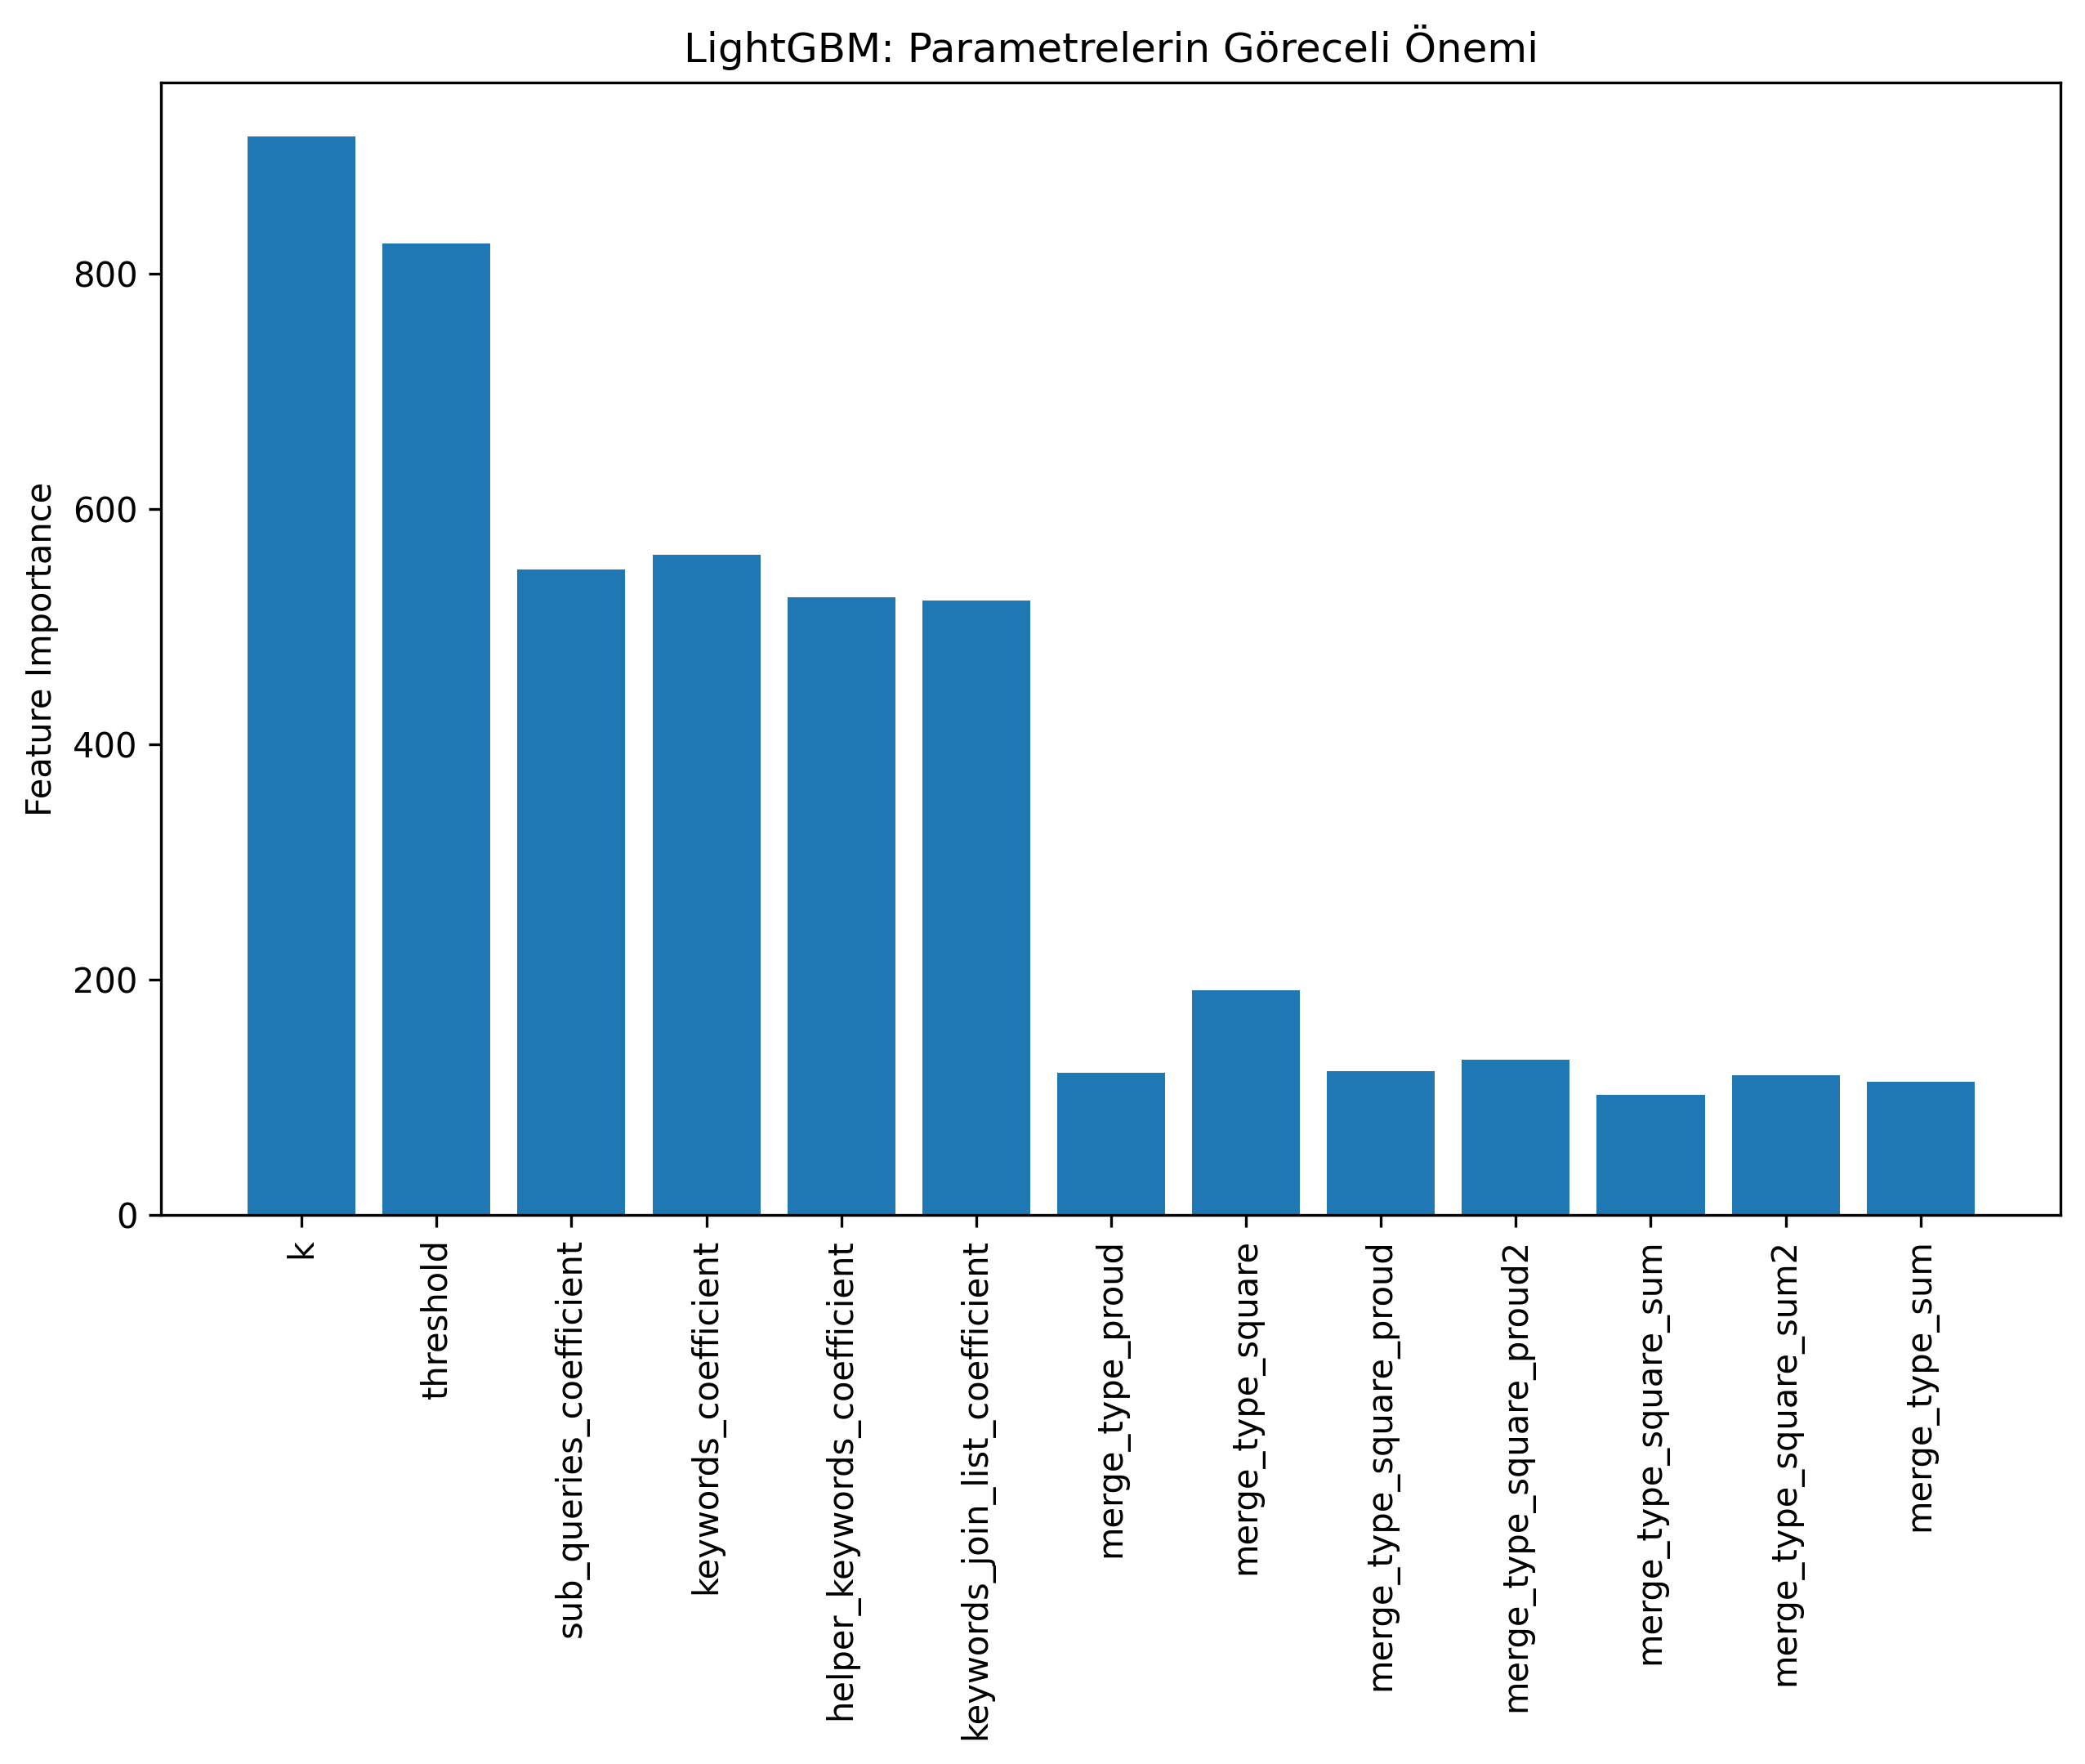 LightGBM: Parametrelerin Göreceli Önemi
Feature Importance
800
600
400
200
0
k
threshold
sub_queries_coefficient
keywords_coefficient
helper_keywords_coefficient
keywords_join_list_coefficient
merge_type_proud
merge_type_square
merge_type_square_proud
merge_type_square_proud2
merge_type_square_sum
merge_type_square_sum2
merge_type_sum